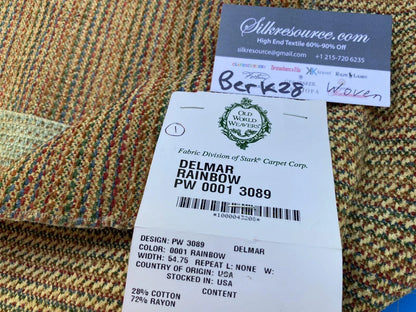 Silkresource.com
High End Textile 60%-90% Off
silkresource@gmail.com +1 215-720 6235
Berk28
Woven
1
OLD
WORLD
WEAVERS
Fabric Division of Stark® Carpet Corp.
DELMAR
RAINBOW
PW 0001 3089
DESIGN: PW 3089 DELMAR
COLOR: 0001 RAINBOW
WIDTH: 54.75 REPEAT L: NONE W:
COUNTRY OF ORIGIN: USA
STOCKED IN: USA
CONTENT
28% COTTON
72% RAYON